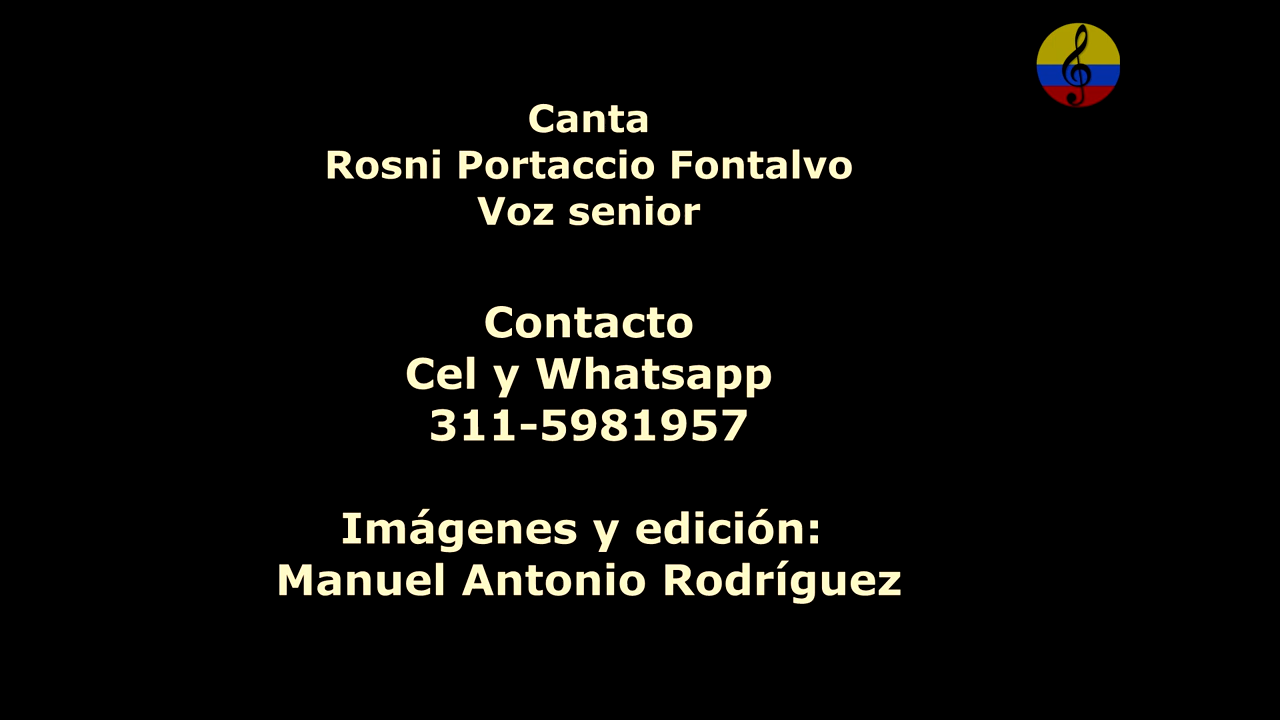 Canta
Rosni Portaccio Fontalvo
Voz senior
Contacto
Cel y Whatsapp
311-5981957
Imágenes y edición:
Manuel Antonio Rodríguez